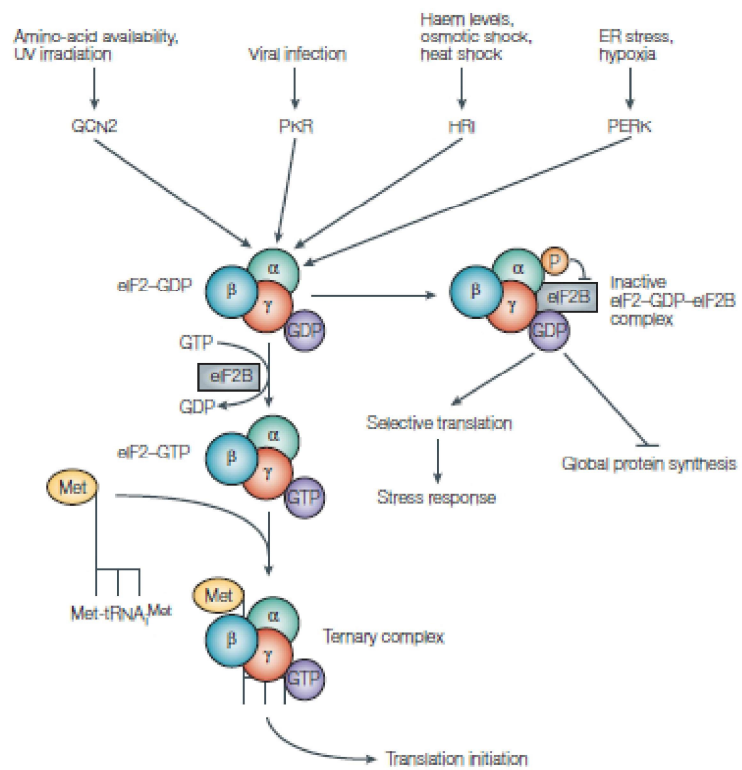 Amino-acid availability,
UV irradiation
Viral infection
Haem levels,
osmotic shock,
heat shock
ER stress,
hypoxia
GCN2
PKR
HRI
PERK
eIF2–GDP
α
β
γ
GDP
α
P
β
γ
eIF2B
GDP
Inactive
eIF2–GDP–eIF2B
complex
GTP
eIF2B
GDP
eIF2–GTP
α
β
γ
GTP
Selective translation
Stress response
Global protein synthesis
Met
Met-tRNAiMet
Met
α
β
γ
GTP
Ternary complex
Translation initiation